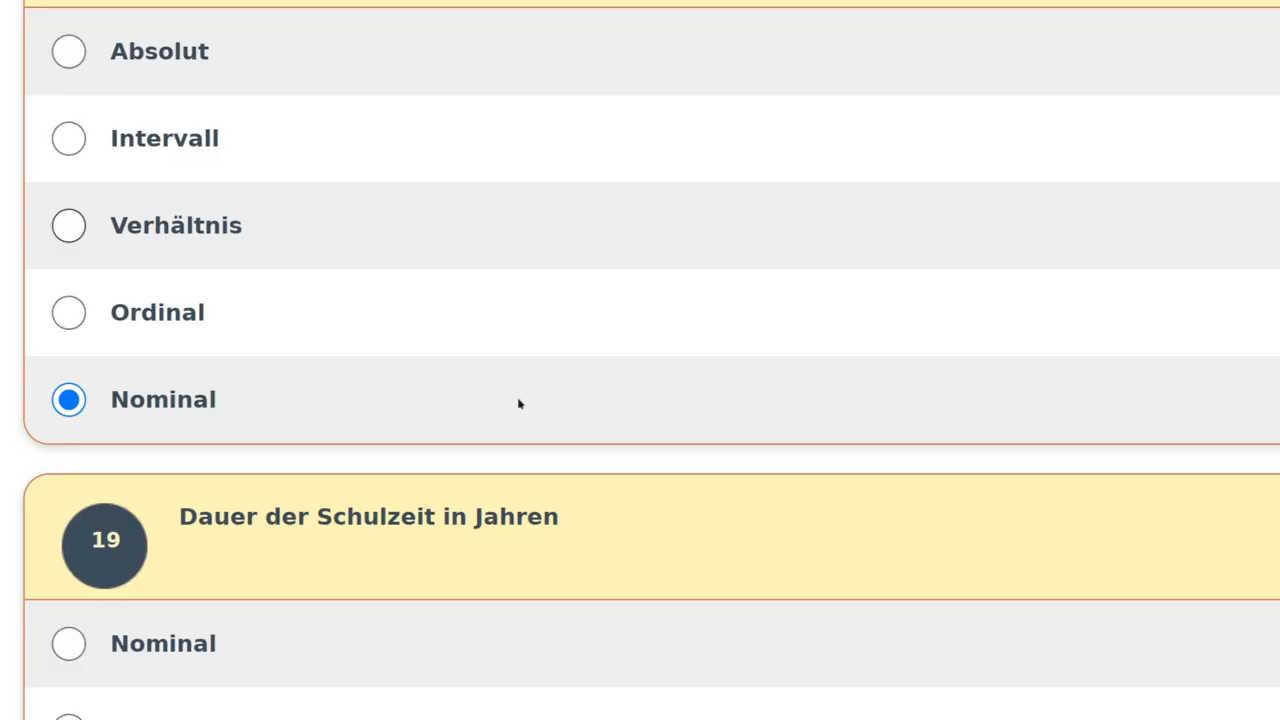 Absolut
Intervall
Verhältnis
Ordinal
Nominal
19
Dauer der Schulzeit in Jahren
Nominal